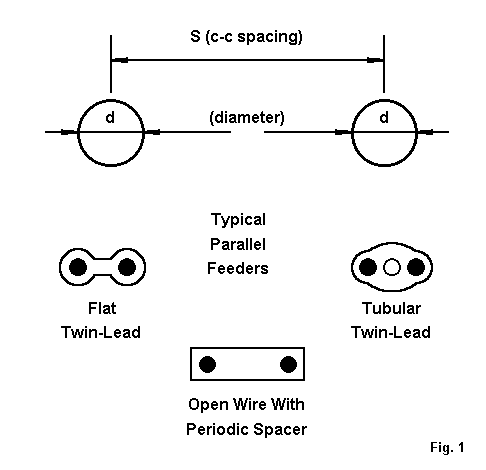 S (c-c spacing)
d (diameter) d
Typical
Parallel
Feeders
Flat
Twin-Lead
Tubular
Twin-Lead
Open Wire With
Periodic Spacer
Fig. 1